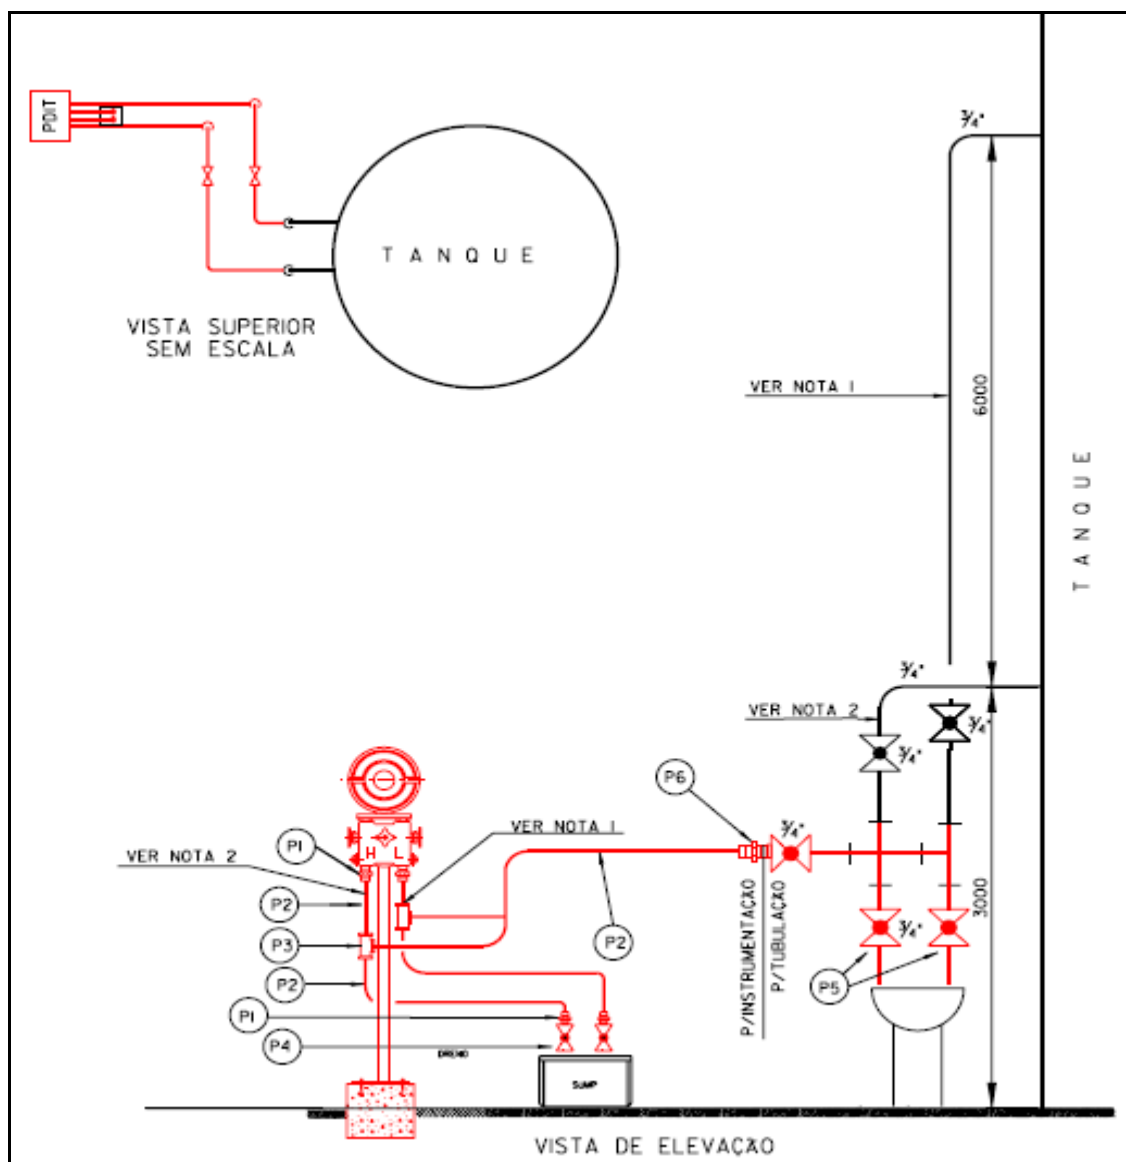 PDIT
TANQUE
VISTA SUPERIOR
SEM ESCALA
3/4"
VER NOTA 1
6000
TANQUE
3/4"
VER NOTA 2
3/4"
3/4"
P6
3/4"
VER NOTA 1
P1
VER NOTA 2
H L
P2
P3
P2
P2
3/4"
3000
P5
P/INSTRUMENTAÇÃO
P/TUBULAÇÃO
P1
P4
DRENO
SUMP
VISTA DE ELEVAÇÃO